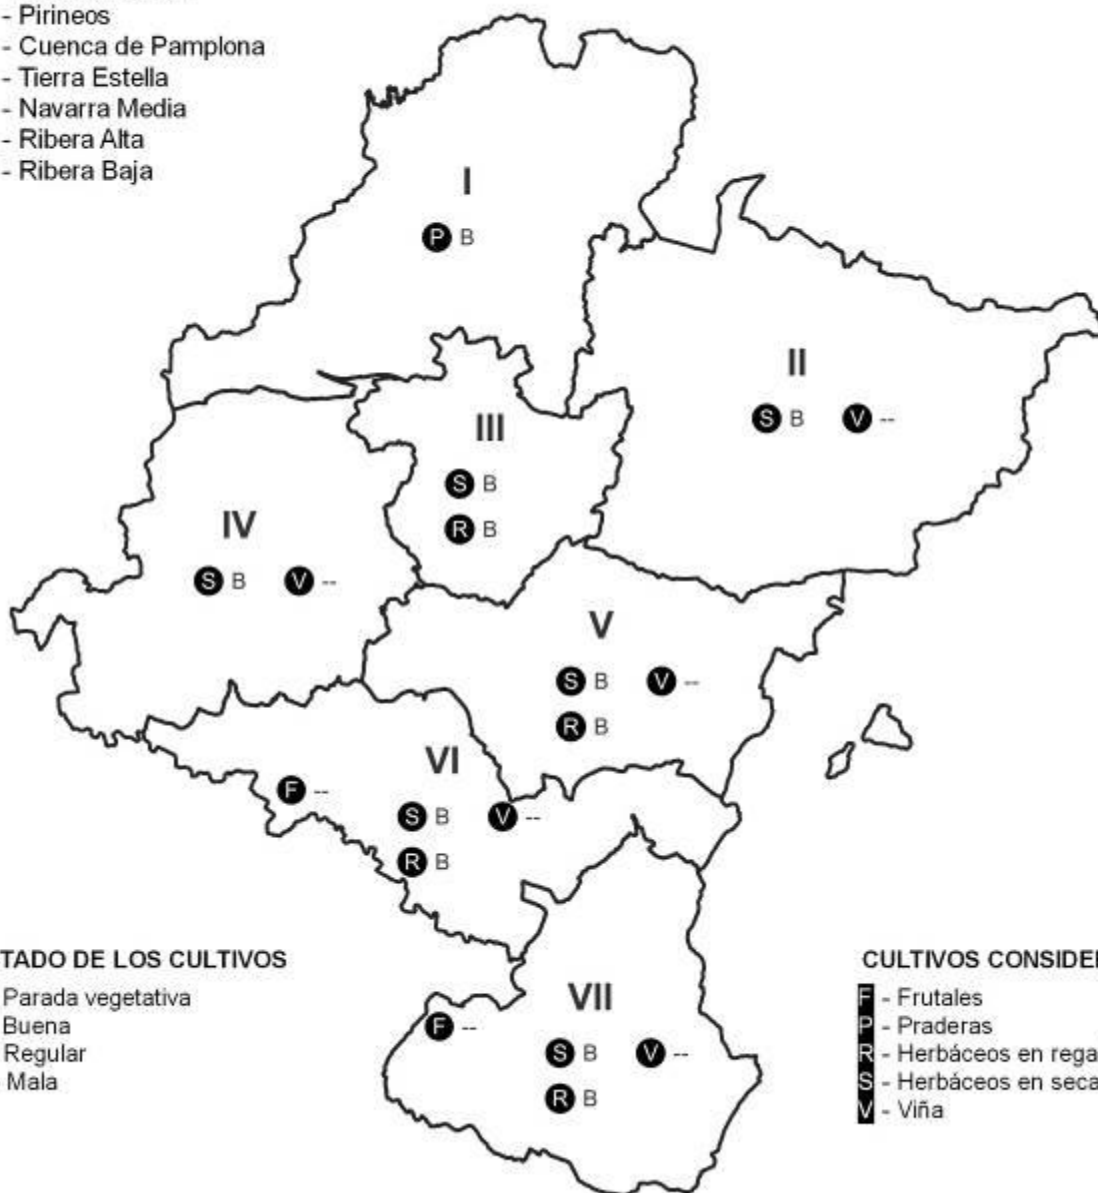 - Pirineos
- Cuenca de Pamplona
- Tierra Estella
- Navarra Media
- Ribera Alta
- Ribera Baja
I
P B
II
S B V --
III
S B
R B
IV
S B V --
V
S B V --
R B
VI
F --
S B V --
R B
VII
F --
S B V --
R B
TADO DE LOS CULTIVOS
Parada vegetativa
Buena
Regular
Mala
CULTIVOS CONSIDE
F - Frutales
P - Praderas
R - Herbáceos en rega
S - Herbáceos en seca
V - Viña